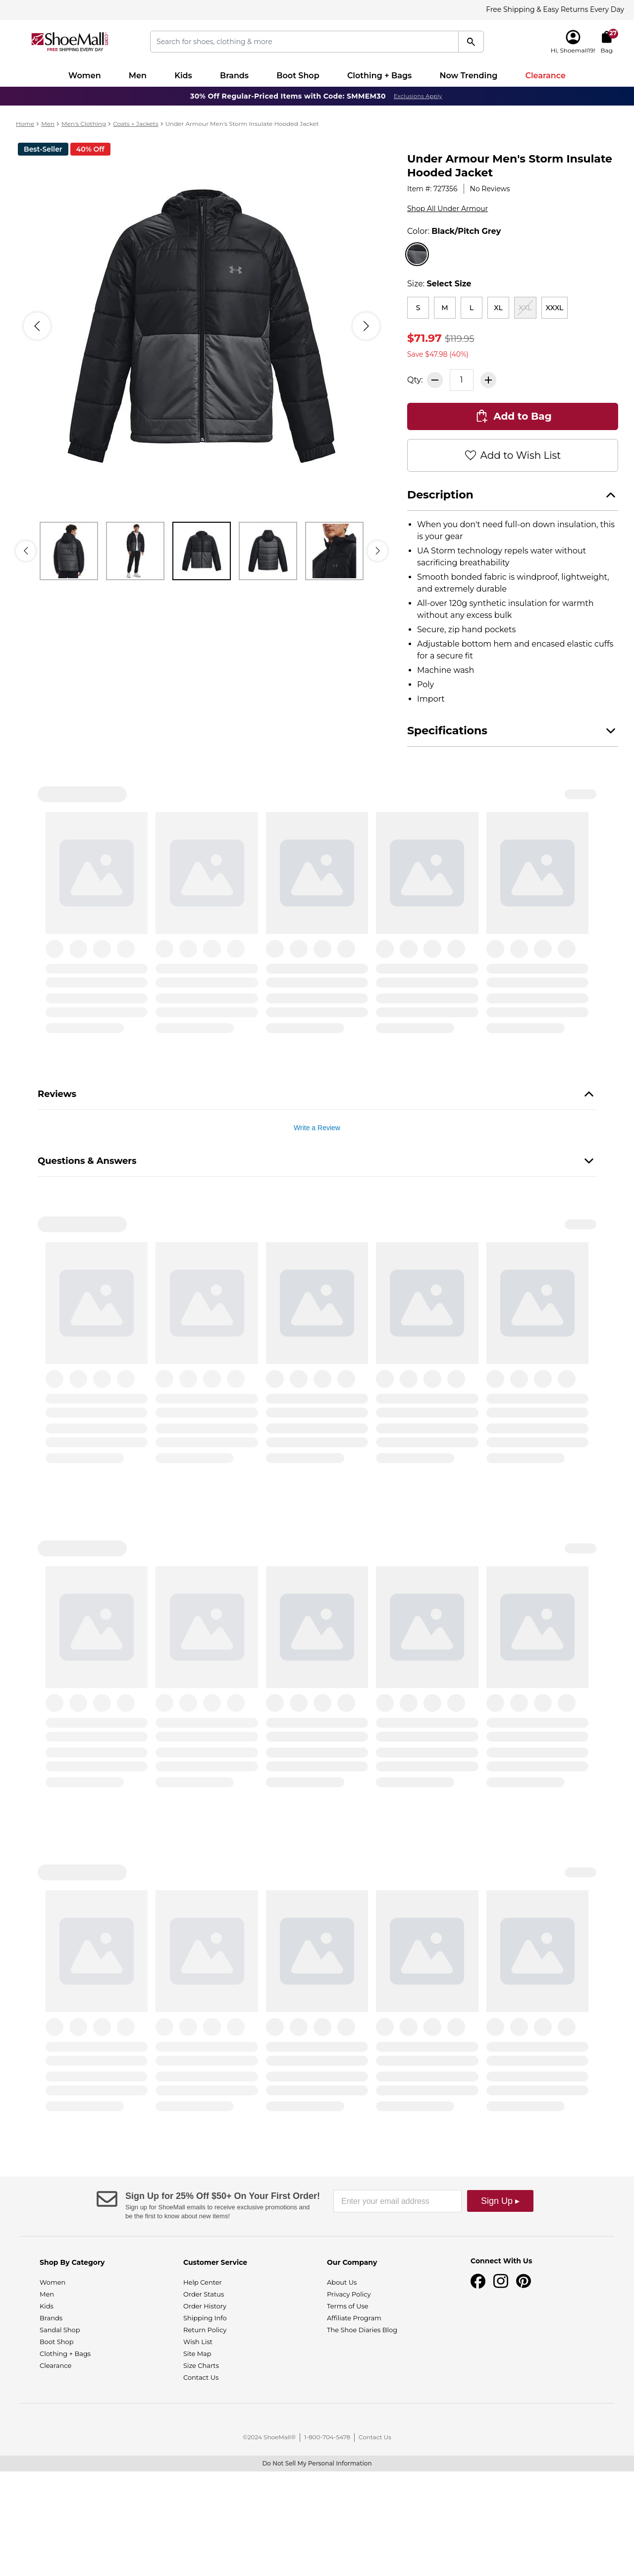 Free Shipping & Easy Returns Every Day
ShoeMall
FREE SHIPPING EVERY DAY
Search for shoes, clothing & more
Hi, Shoemall19!
27
Bag
Women Men Kids Brands Boot Shop Clothing + Bags Now Trending Clearance
30% Off Regular-Priced Items with Code: SMMEM30 Exclusions Apply
Home > Men > Men's Clothing > Coats + Jackets > Under Armour Men's Storm Insulate Hooded Jacket
Best-Seller 40% Off
Under Armour Men's Storm Insulate
Hooded Jacket
Item #: 727356 No Reviews
Shop All Under Armour
Color: Black/Pitch Grey
Size: Select Size
S M L XL XXL XXXL
$71.97 $119.95
Save $47.98 (40%)
Qty: 1
Add to Bag
Add to Wish List
Description
• When you don't need full-on down insulation, this
is your gear
• UA Storm technology repels water without
sacrificing breathability
• Smooth bonded fabric is windproof, lightweight,
and extremely durable
• All-over 120g synthetic insulation for warmth
without any excess bulk
• Secure, zip hand pockets
• Adjustable bottom hem and encased elastic cuffs
for a secure fit
• Machine wash
• Poly
• Import
Specifications
Reviews
Write a Review
Questions & Answers
Sign Up for 25% Off $50+ On Your First Order!
Sign up for ShoeMall emails to receive exclusive promotions and
be the first to know about new items!
Enter your email address
Sign Up ▸
Shop By Category
Women
Men
Kids
Brands
Sandal Shop
Boot Shop
Clothing + Bags
Clearance
Customer Service
Help Center
Order Status
Order History
Shipping Info
Return Policy
Wish List
Site Map
Size Charts
Contact Us
Our Company
About Us
Privacy Policy
Terms of Use
Affiliate Program
The Shoe Diaries Blog
Connect With Us
©2024 ShoeMall® | 1-800-704-5478 | Contact Us
Do Not Sell My Personal Information